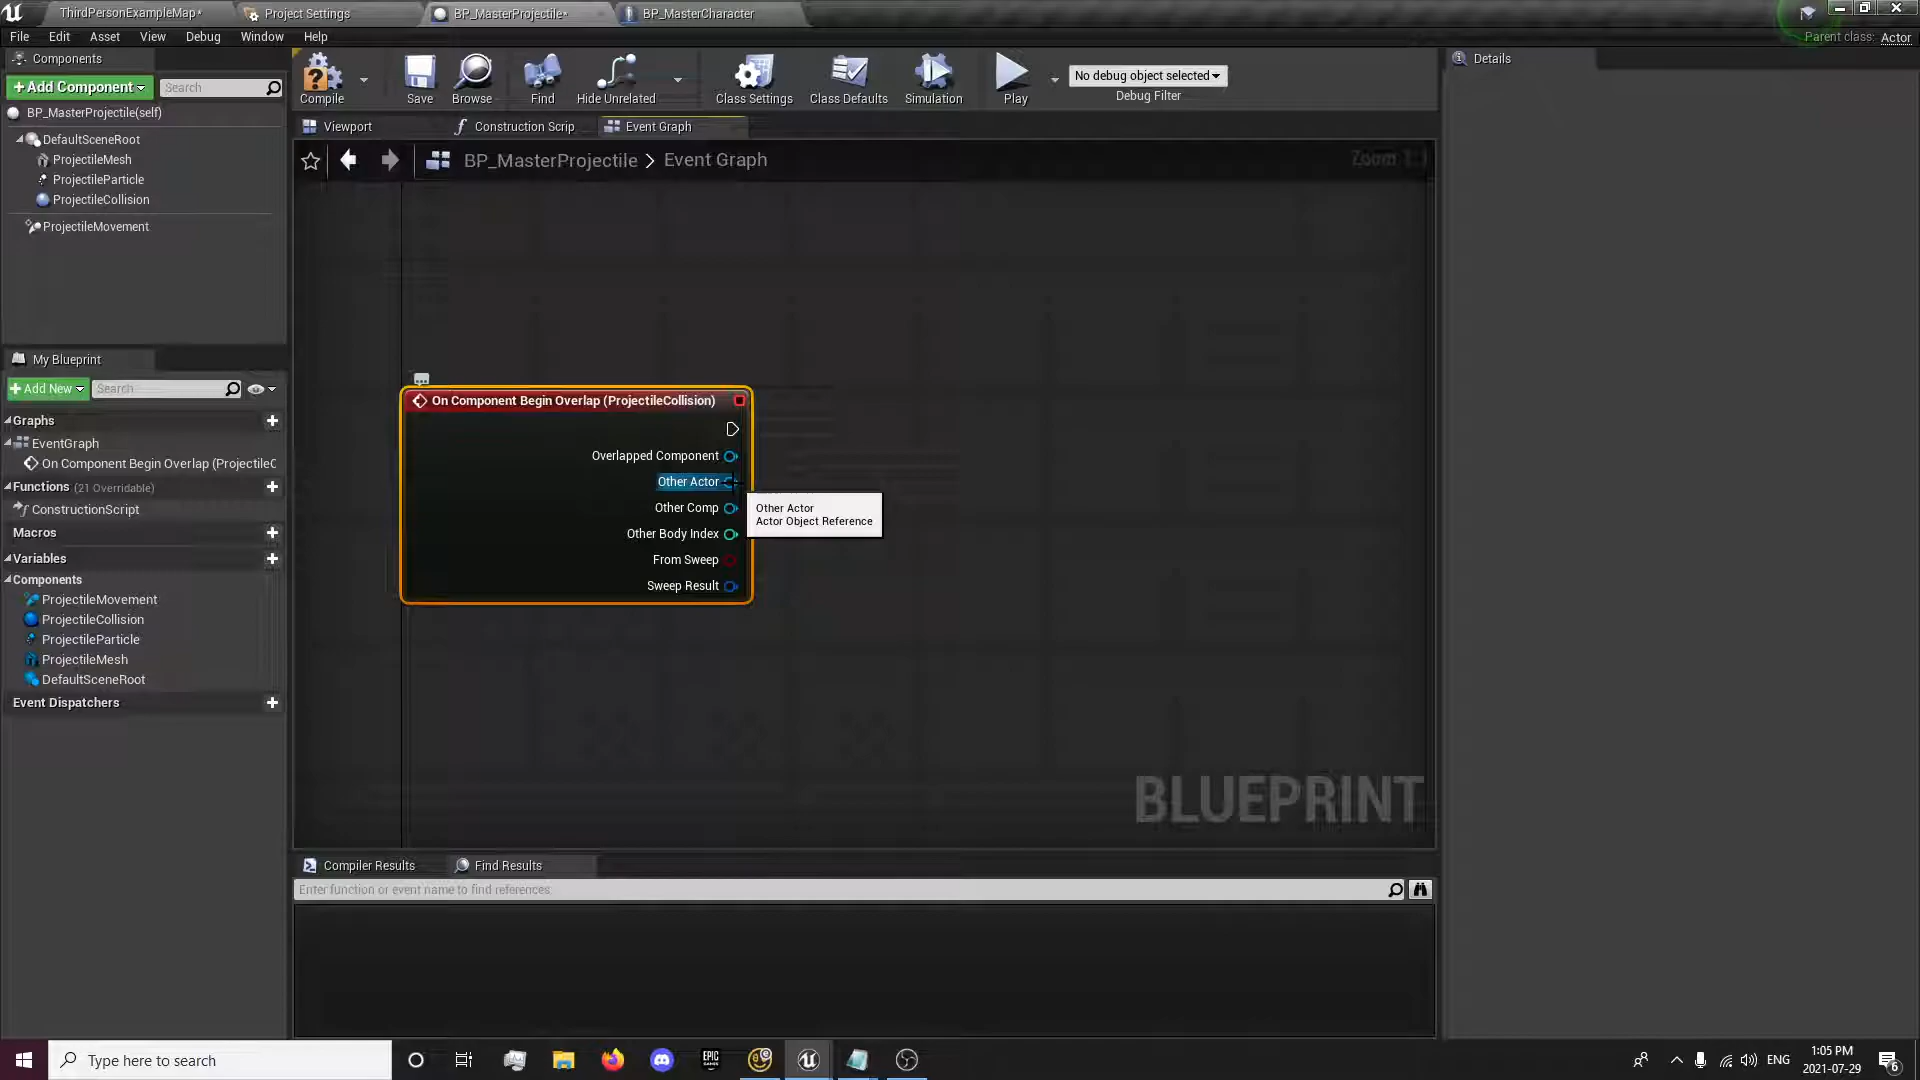 ThirdPersonExampleMap*
Project Settings
BP_MasterProjectile*
BP_MasterCharacter
File
Edit
Asset
View
Debug
Window
Help
Parent class: Actor
Components
+Add Component
Search
BP_MasterProjectile(self)
DefaultSceneRoot
ProjectileMesh
ProjectileParticle
ProjectileCollision
ProjectileMovement
Compile
Save
Browse
Find
Hide Unrelated
Class Settings
Class Defaults
Simulation
Play
No debug object selected
Debug Filter
Details
Viewport
Construction Scrip
Event Graph
BP_MasterProjectile > Event Graph
Zoom 1:1
My Blueprint
+Add New
Search
Graphs
EventGraph
On Component Begin Overlap (ProjectileC
Functions (21 Overridable)
ConstructionScript
Macros
Variables
Components
ProjectileMovement
ProjectileCollision
ProjectileParticle
ProjectileMesh
DefaultSceneRoot
Event Dispatchers
On Component Begin Overlap (ProjectileCollision)
Overlapped Component
Other Actor
Other Comp
Other Body Index
From Sweep
Sweep Result
Other Actor
Actor Object Reference
BLUEPRINT
Compiler Results
Find Results
Enter function or event name to find references
Type here to search
EPIC GAMES
ENG
1:05 PM
2021-07-29
6